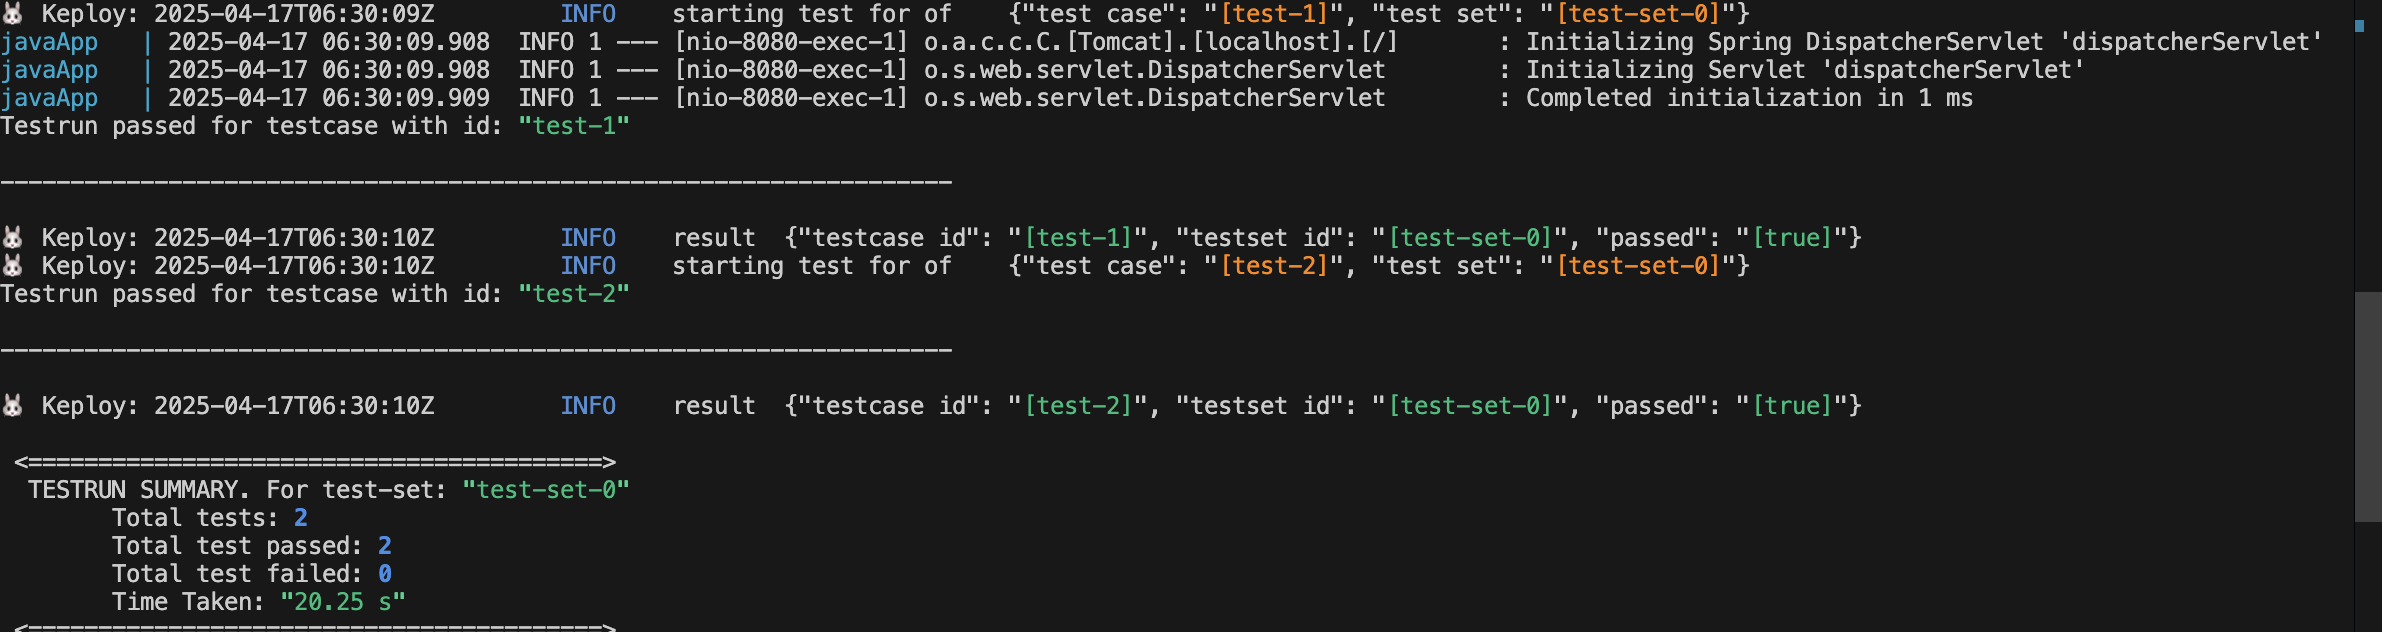 🐰 Keploy: 2025-04-17T06:30:09Z         INFO    starting test for of    {"test case": "[test-1]", "test set": "[test-set-0]"}
javaApp   | 2025-04-17 06:30:09.908  INFO 1 --- [nio-8080-exec-1] o.a.c.c.C.[Tomcat].[localhost].[/]       : Initializing Spring DispatcherServlet 'dispatcherServlet'
javaApp   | 2025-04-17 06:30:09.908  INFO 1 --- [nio-8080-exec-1] o.s.web.servlet.DispatcherServlet        : Initializing Servlet 'dispatcherServlet'
javaApp   | 2025-04-17 06:30:09.909  INFO 1 --- [nio-8080-exec-1] o.s.web.servlet.DispatcherServlet        : Completed initialization in 1 ms
Testrun passed for testcase with id: "test-1"
--------------------------------------------------------------------
🐰 Keploy: 2025-04-17T06:30:10Z         INFO    result  {"testcase id": "[test-1]", "testset id": "[test-set-0]", "passed": "[true]"}
🐰 Keploy: 2025-04-17T06:30:10Z         INFO    starting test for of    {"test case": "[test-2]", "test set": "[test-set-0]"}
Testrun passed for testcase with id: "test-2"
--------------------------------------------------------------------
🐰 Keploy: 2025-04-17T06:30:10Z         INFO    result  {"testcase id": "[test-2]", "testset id": "[test-set-0]", "passed": "[true]"}
 <=========================================>
  TESTRUN SUMMARY. For test-set: "test-set-0"
        Total tests: 2
        Total test passed: 2
        Total test failed: 0
        Time Taken: "20.25 s"
 <=========================================>